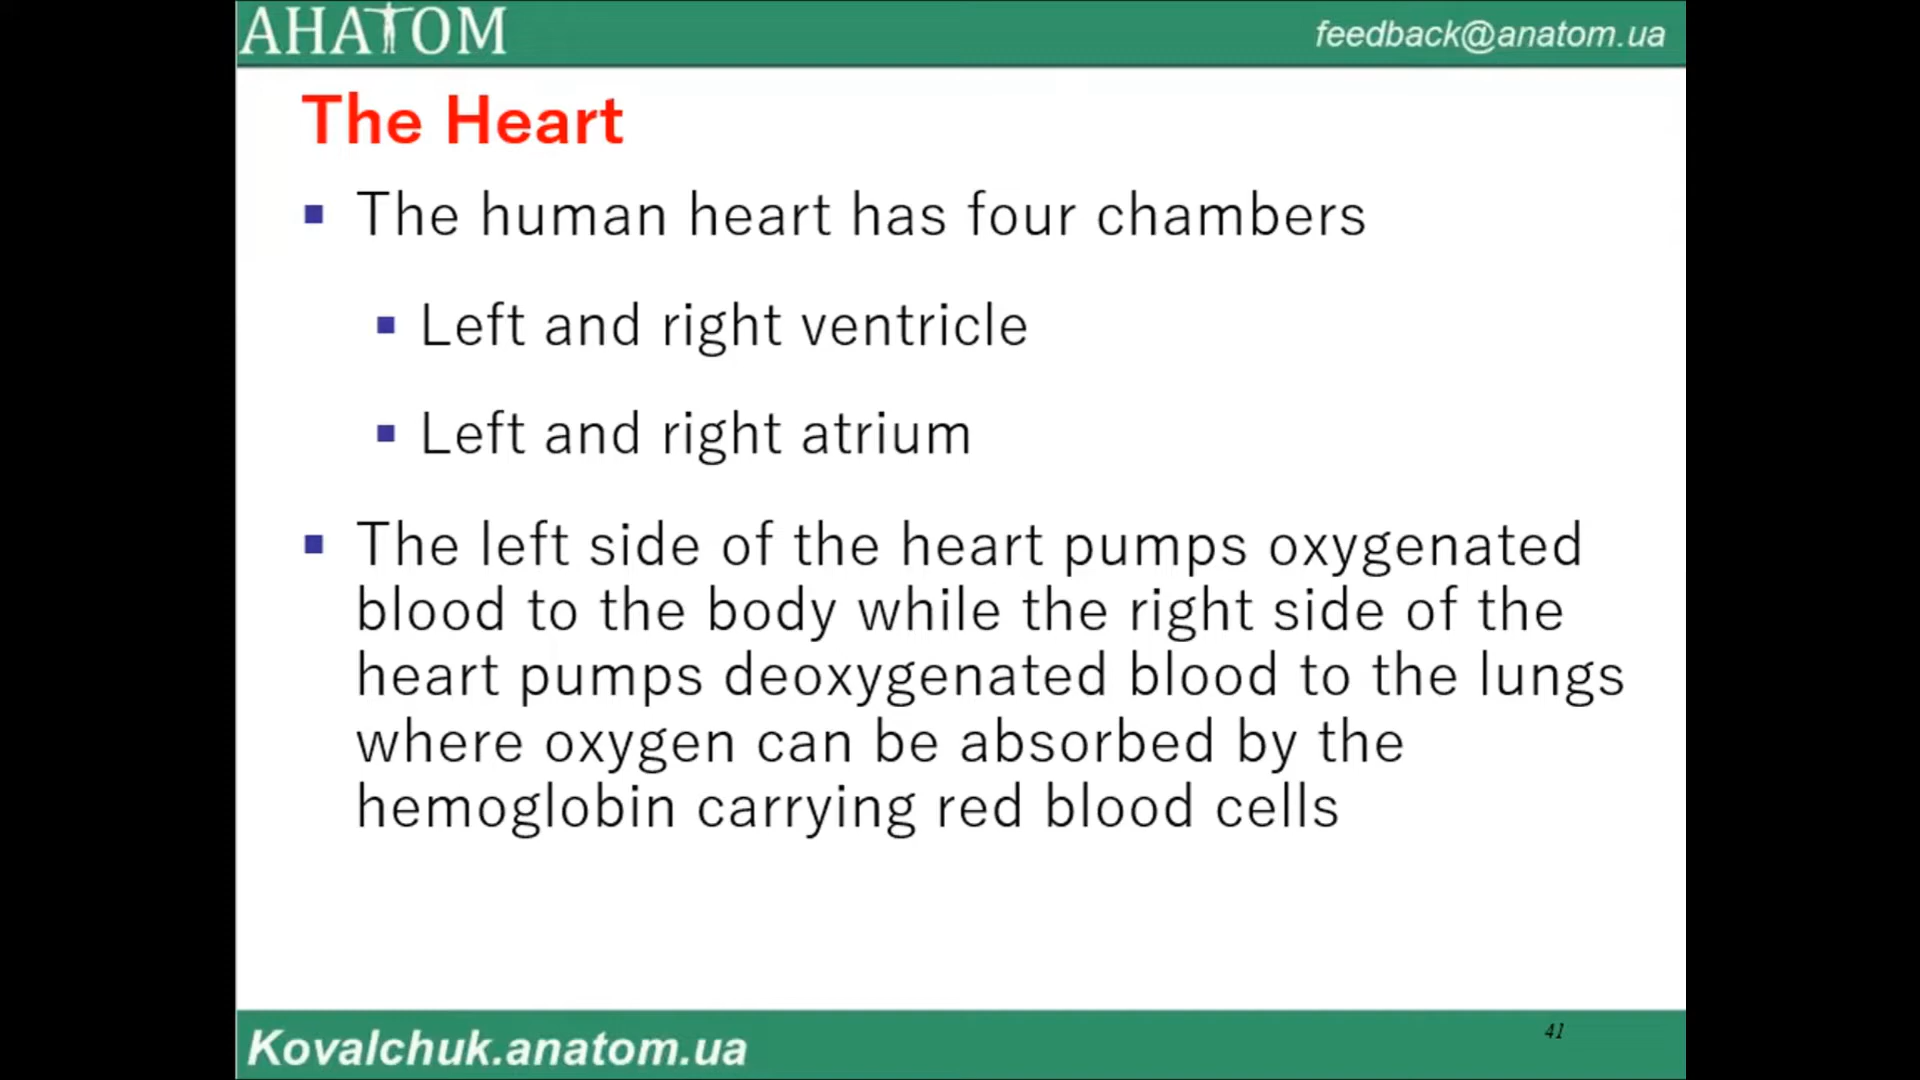 АНАТОМ
feedback@anatom.ua
The Heart
The human heart has four chambers
Left and right ventricle
Left and right atrium
The left side of the heart pumps oxygenated
blood to the body while the right side of the
heart pumps deoxygenated blood to the lungs
where oxygen can be absorbed by the
hemoglobin carrying red blood cells
Kovalchuk.anatom.ua
41